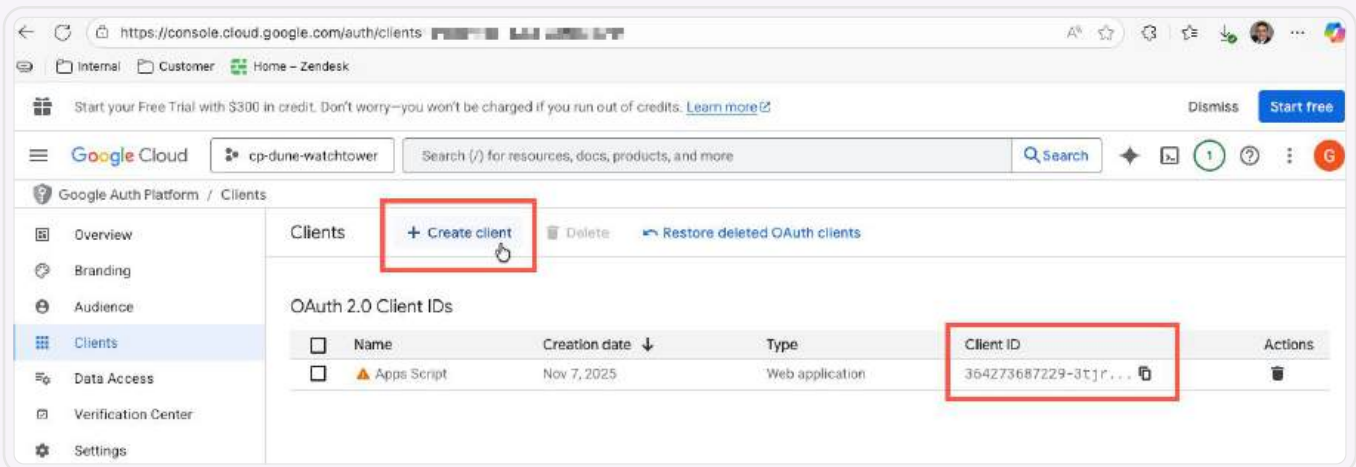 https://console.cloud.google.com/auth/clients
Internal Customer Home – Zendesk
Start your Free Trial with $300 in credit. Don't worry—you won't be charged if you run out of credits. Learn more Dismiss Start free
Google Cloud cp-dune-watchtower Search (/) for resources, docs, products, and more Search 1 G
Google Auth Platform / Clients
Overview
Branding
Audience
Clients
Data Access
Verification Center
Settings
Clients + Create client Delete Restore deleted OAuth clients
OAuth 2.0 Client IDs
Name Creation date ↓ Type Client ID Actions
Apps Script Nov 7, 2025 Web application 364273687229-3tjr...